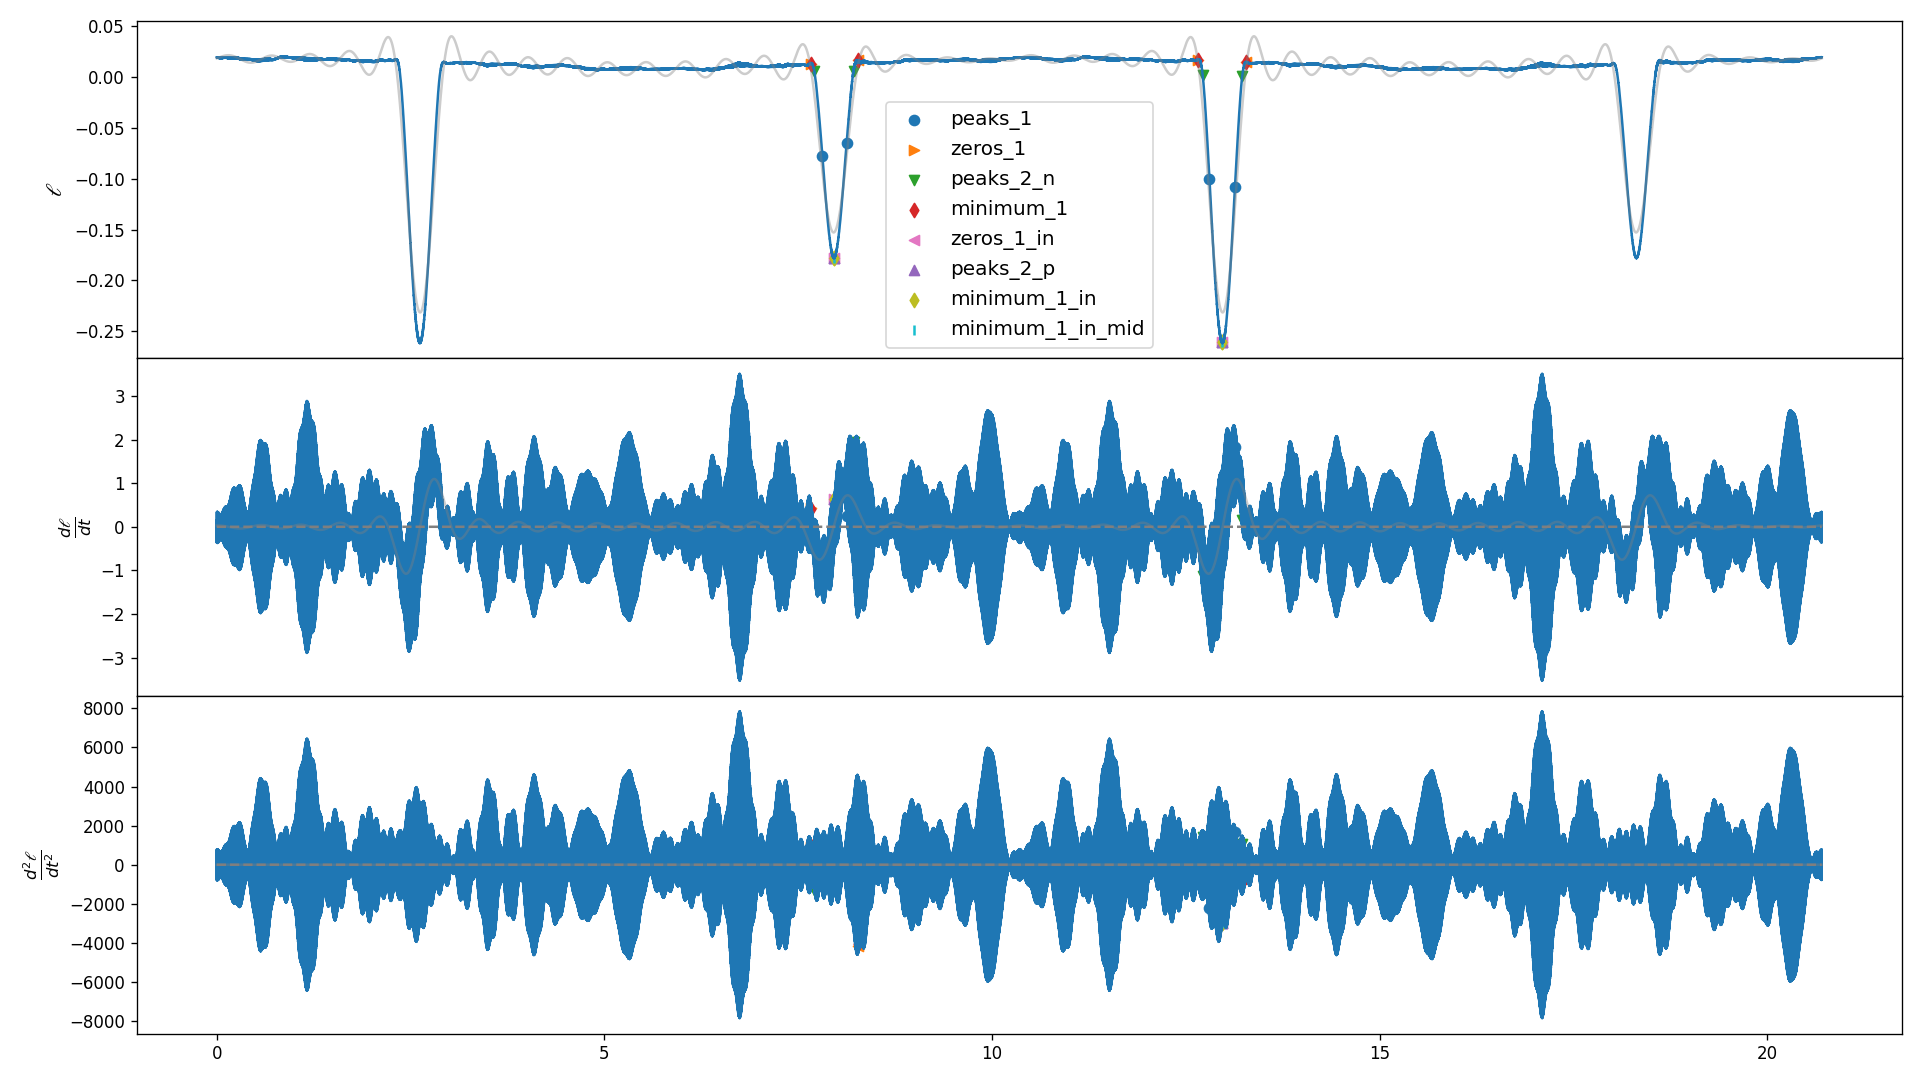 0.05
0.00
−0.05
−0.10
−0.15
−0.20
−0.25
ℓ
peaks_1
zeros_1
peaks_2_n
minimum_1
zeros_1_in
peaks_2_p
minimum_1_in
minimum_1_in_mid
3
2
1
0
−1
−2
−3
dℓ
dt
8000
6000
4000
2000
0
−2000
−4000
−6000
−8000
d²ℓ
dt²
0 5 10 15 20